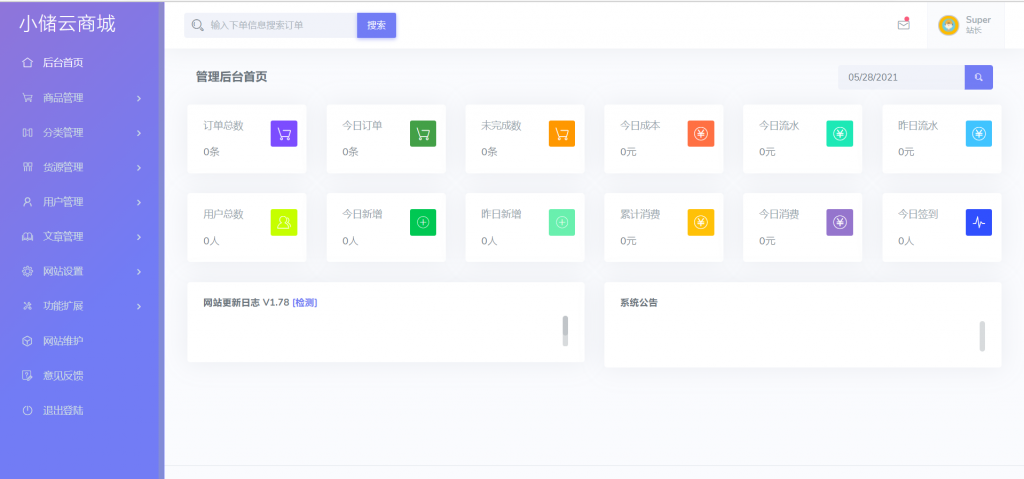 小储云商城
输入下单信息搜索订单
搜索
Super
站长
后台首页
商品管理
分类管理
货源管理
用户管理
文章管理
网站设置
功能扩展
网站维护
意见反馈
退出登陆
管理后台首页
05/28/2021
订单总数
0条
今日订单
0条
未完成数
0条
今日成本
0元
今日流水
0元
昨日流水
0元
用户总数
0人
今日新增
0人
昨日新增
0人
累计消费
0元
今日消费
0元
今日签到
0人
网站更新日志 V1.78 [检测]
系统公告